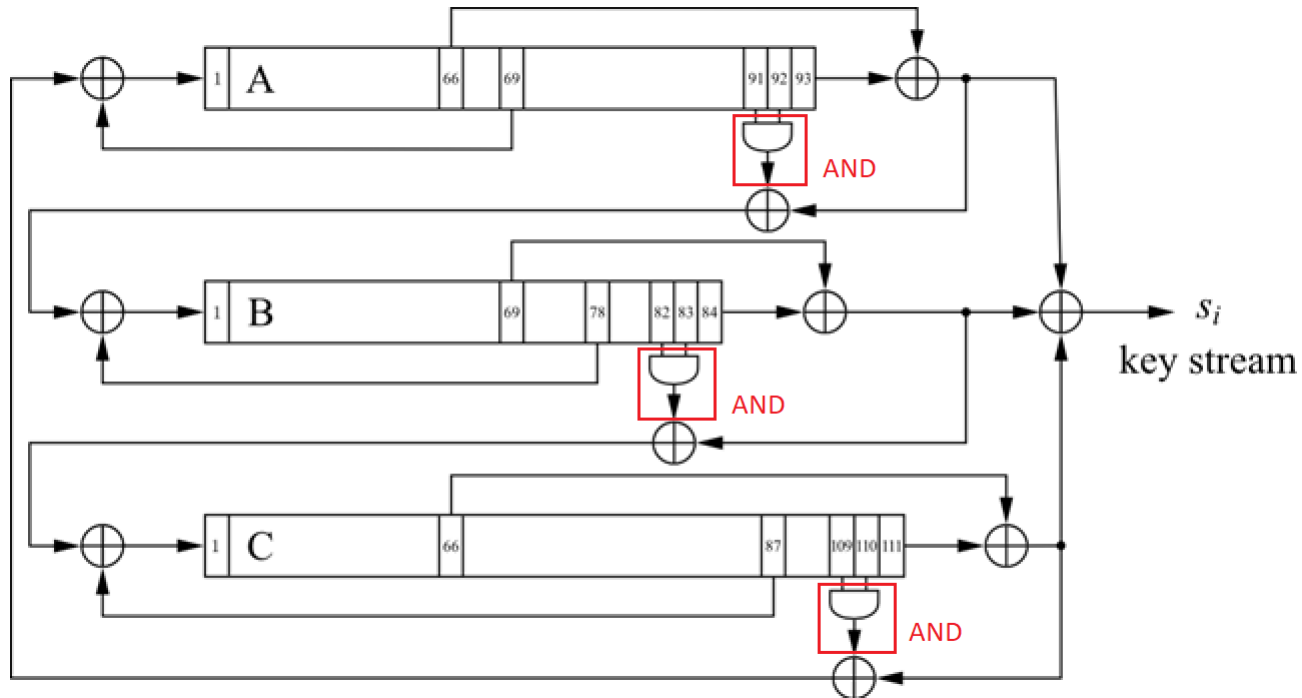 1 A 66 69 91 92 93
AND
1 B 69 78 82 83 84
s_i
key stream
AND
1 C 66 87 109 110 111
AND